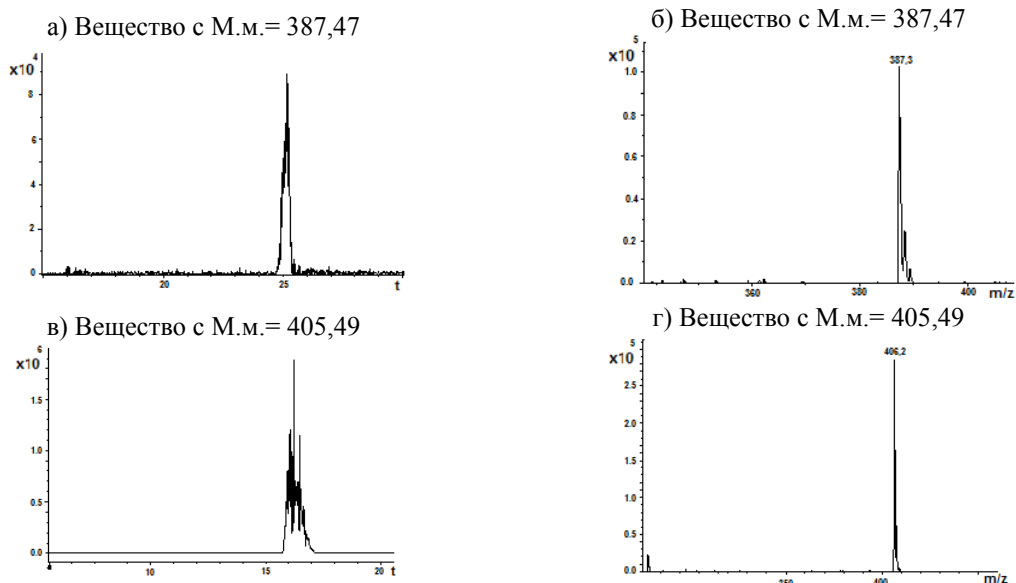 а) Вещество с М.м.= 387,47
x10 4
8
6
4
2
0
20
25
t
б) Вещество с М.м.= 387,47
x10 5
387,3
1.0
0.8
0.6
0.4
0.2
0.0
360
380
400
m/z
в) Вещество с М.м.= 405,49
x10 6
1.5
1.0
0.5
0.0
10
15
20
t
г) Вещество с М.м.= 405,49
x10 5
406,2
2.5
2.0
1.5
1.0
0.5
0.0
350
400
m/z